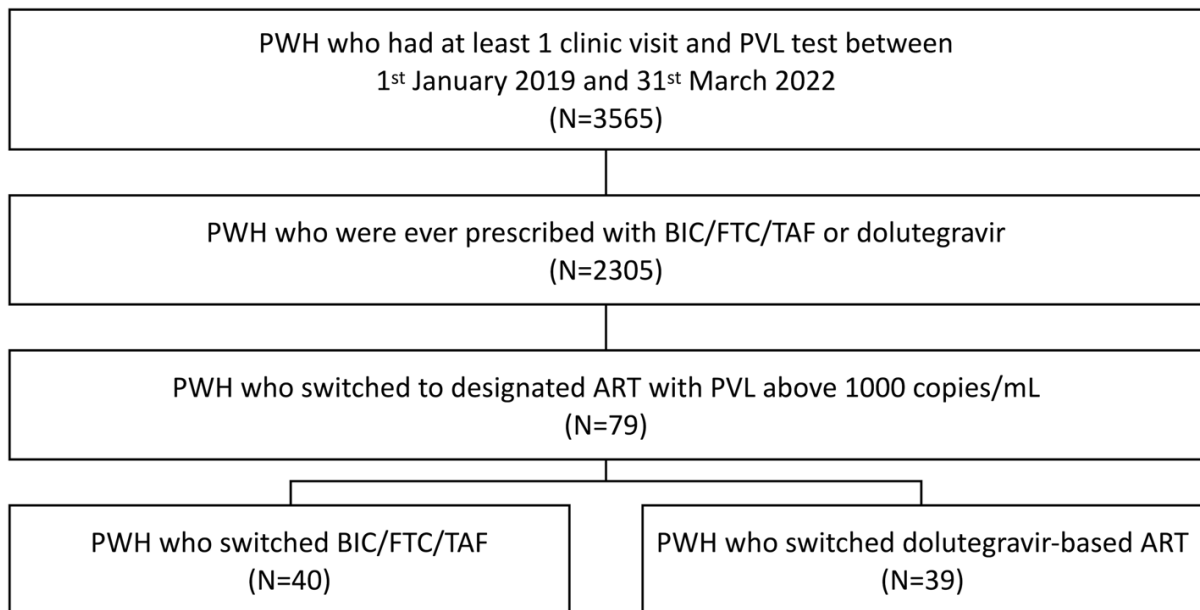 PWH who had at least 1 clinic visit and PVL test between
1st January 2019 and 31st March 2022
(N=3565)
PWH who were ever prescribed with BIC/FTC/TAF or dolutegravir
(N=2305)
PWH who switched to designated ART with PVL above 1000 copies/mL
(N=79)
PWH who switched BIC/FTC/TAF
(N=40)
PWH who switched dolutegravir-based ART
(N=39)